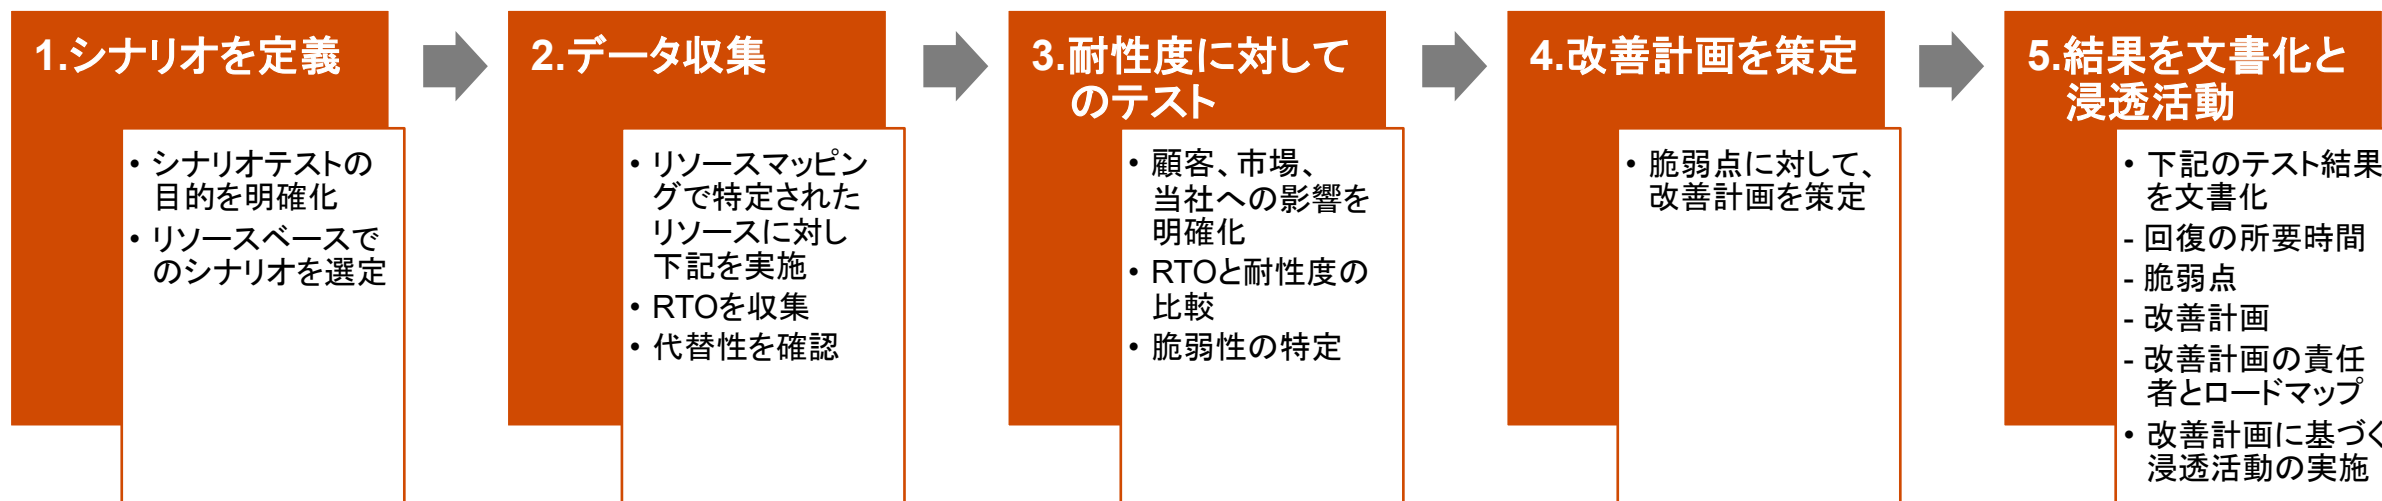 1.シナリオを定義
• シナリオテストの
目的を明確化
• リソースベースで
のシナリオを選定
2.データ収集
• リソースマッピン
グで特定された
リソースに対し
下記を実施
• RTOを収集
• 代替性を確認
3.耐性度に対して
のテスト
• 顧客、市場、
当社への影響を
明確化
• RTOと耐性度の
比較
• 脆弱性の特定
4.改善計画を策定
• 脆弱点に対して、
改善計画を策定
5.結果を文書化と
浸透活動
• 下記のテスト結果
を文書化
- 回復の所要時間
- 脆弱点
- 改善計画
- 改善計画の責任
者とロードマップ
• 改善計画に基づく
浸透活動の実施